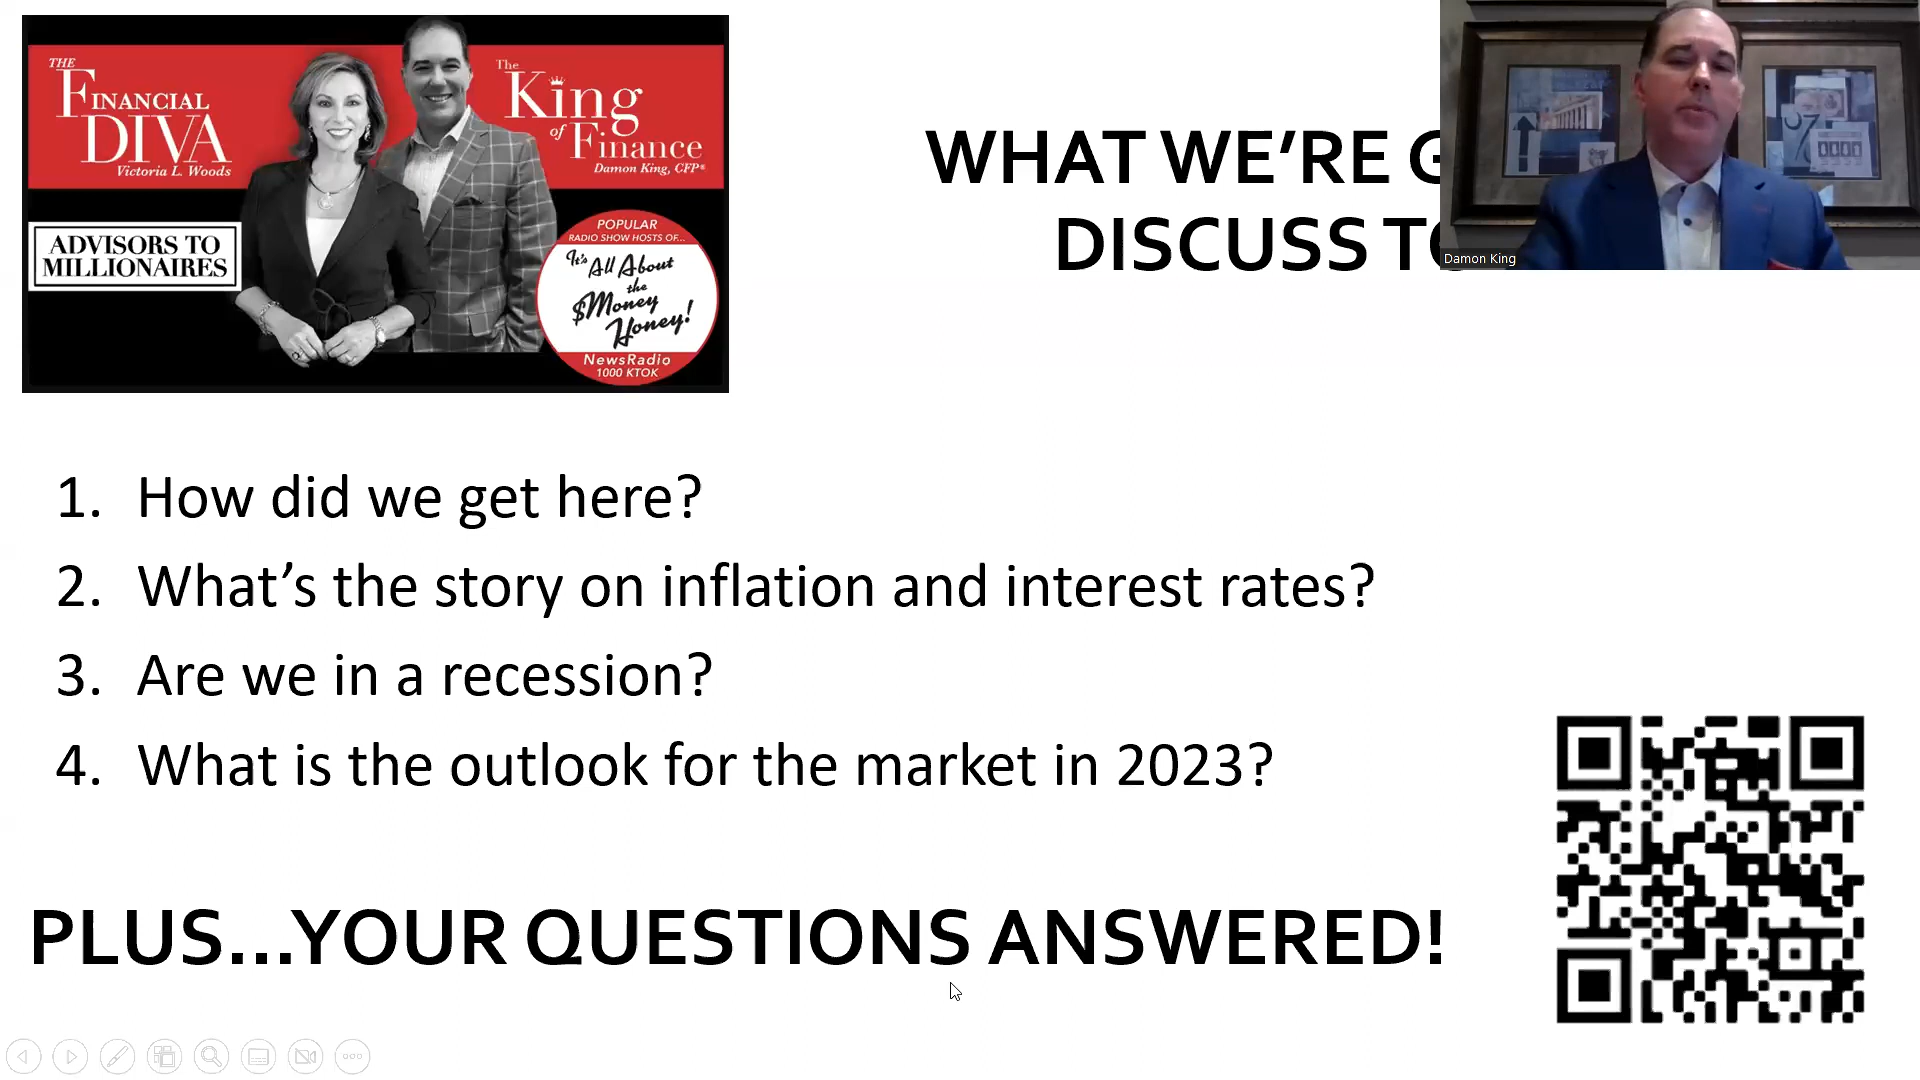 THE
FINANCIAL
DIVA
Victoria L. Woods
The
King
of
Finance
Damon King, CFP®
ADVISORS TO
MILLIONAIRES
POPULAR
RADIO SHOW HOSTS OF...
It's
All About
the
$Money
Honey!
NewsRadio
1000 KTOK
WHAT WE'RE
DISCUSS
Damon King
1. How did we get here?
2. What's the story on inflation and interest rates?
3. Are we in a recession?
4. What is the outlook for the market in 2023?
PLUS...YOUR QUESTIONS ANSWERED!